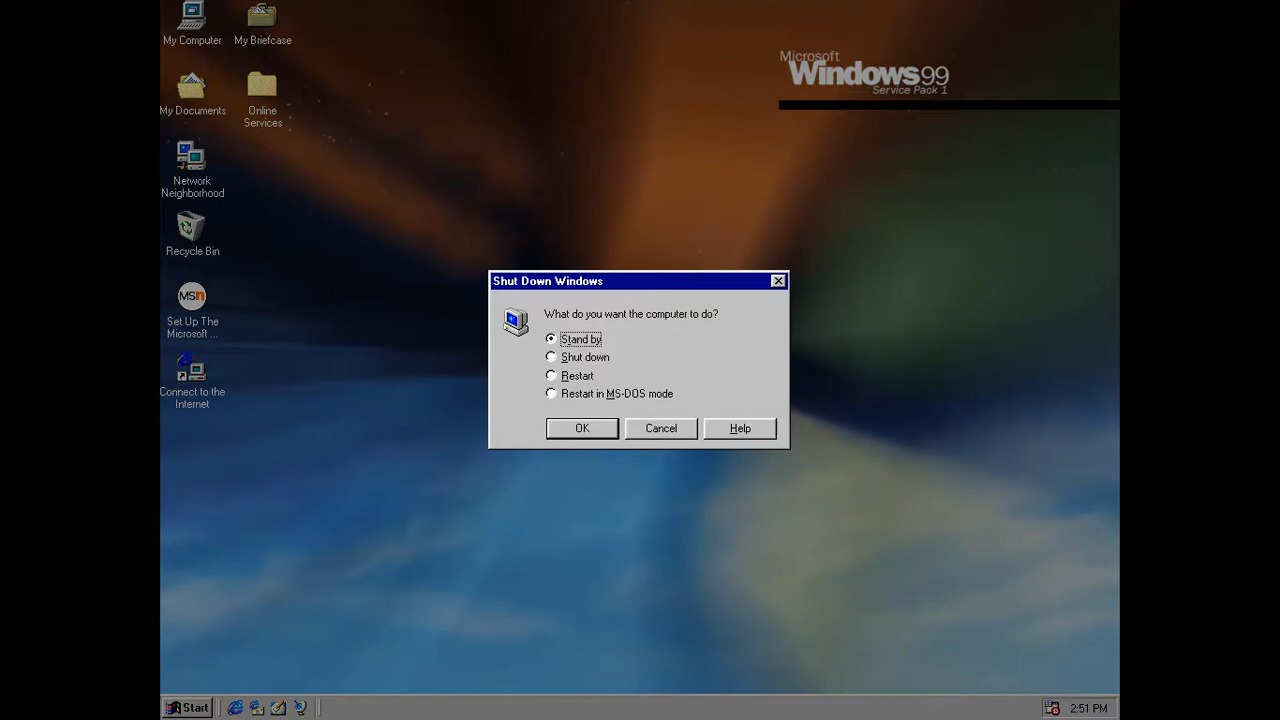 My Computer
My Briefcase
Microsoft
Windows99
Service Pack 1
My Documents
Online
Services
Network
Neighborhood
Recycle Bin
MSn
Set Up The
Microsoft ...
Connect to the
Internet
Shut Down Windows
What do you want the computer to do?
Stand by
Shut down
Restart
Restart in MS-DOS mode
OK
Cancel
Help
Start
2:51 PM